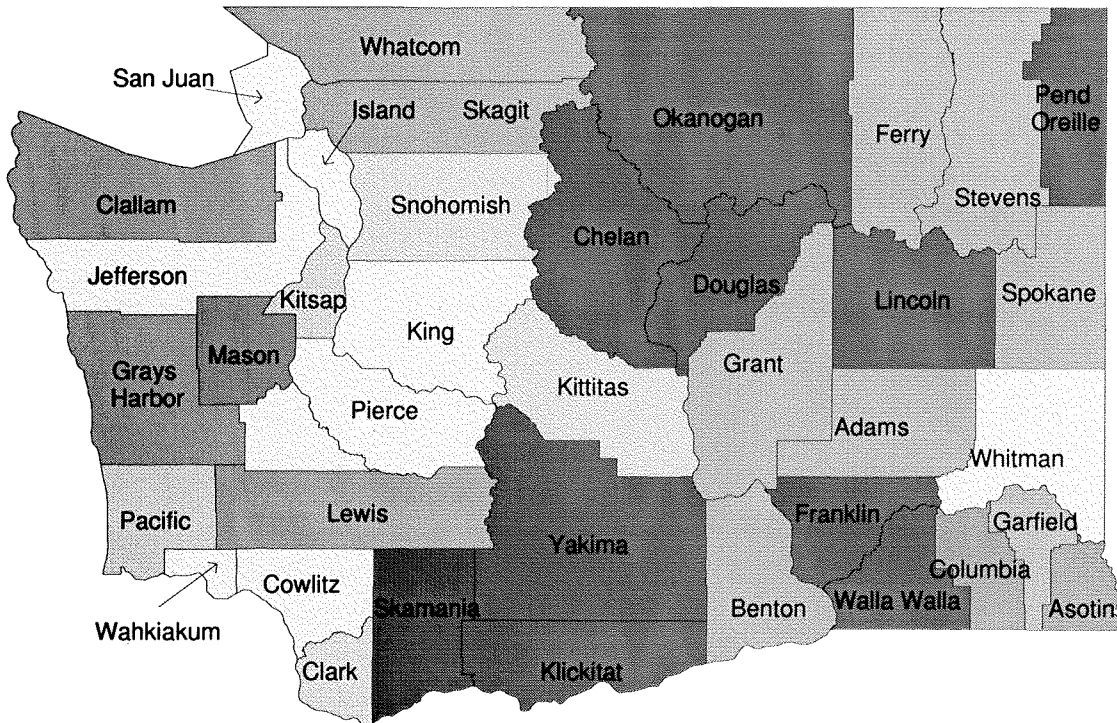 Whatcom
San Juan
Island
Skagit
Okanogan
Ferry
Pend
Oreille
Stevens
Clallam
Snohomish
Chelan
Jefferson
Kitsap
Douglas
Lincoln
Spokane
King
Mason
Grays
Harbor
Grant
Kittitas
Pierce
Adams
Whitman
Pacific
Lewis
Yakima
Franklin
Garfield
Columbia
Cowlitz
Skamania
Benton
Walla Walla
Asotin
Wahkiakum
Clark
Klickitat